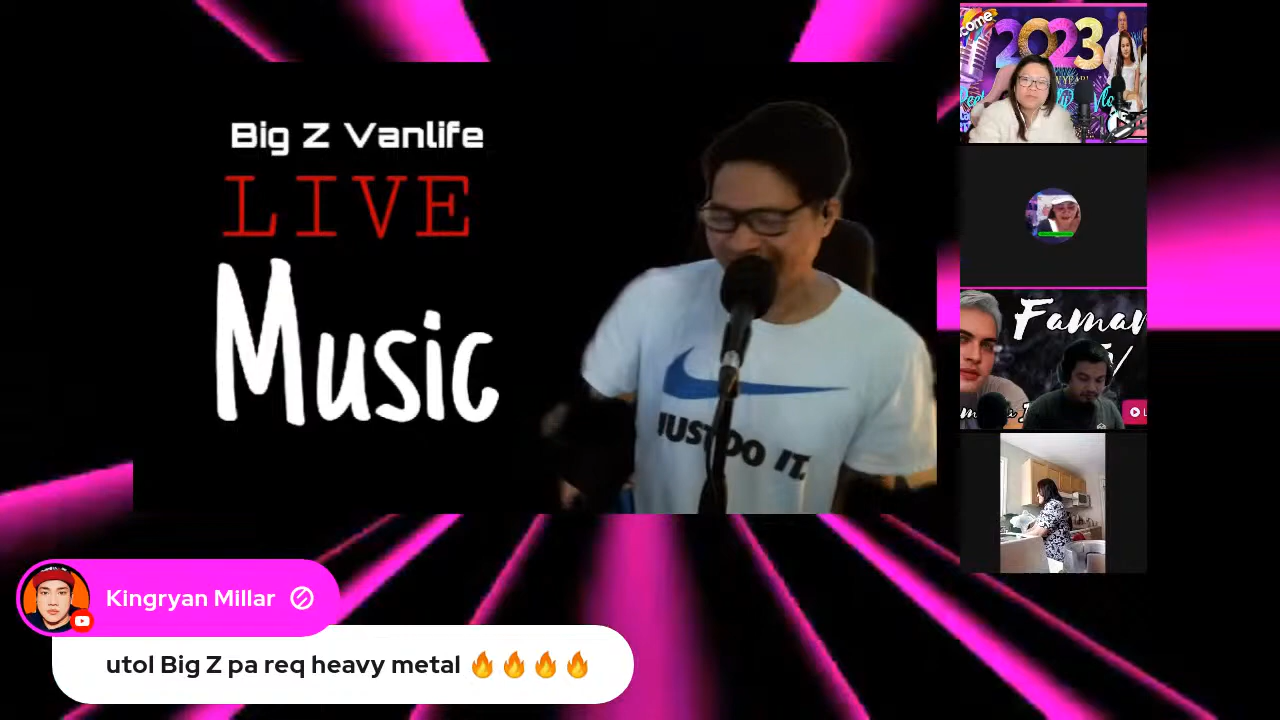 Big Z Vanlife
LIVE
Music
JUST DO IT.
2023
Kingryan Millar
utol Big Z pa req heavy metal 🔥🔥🔥🔥